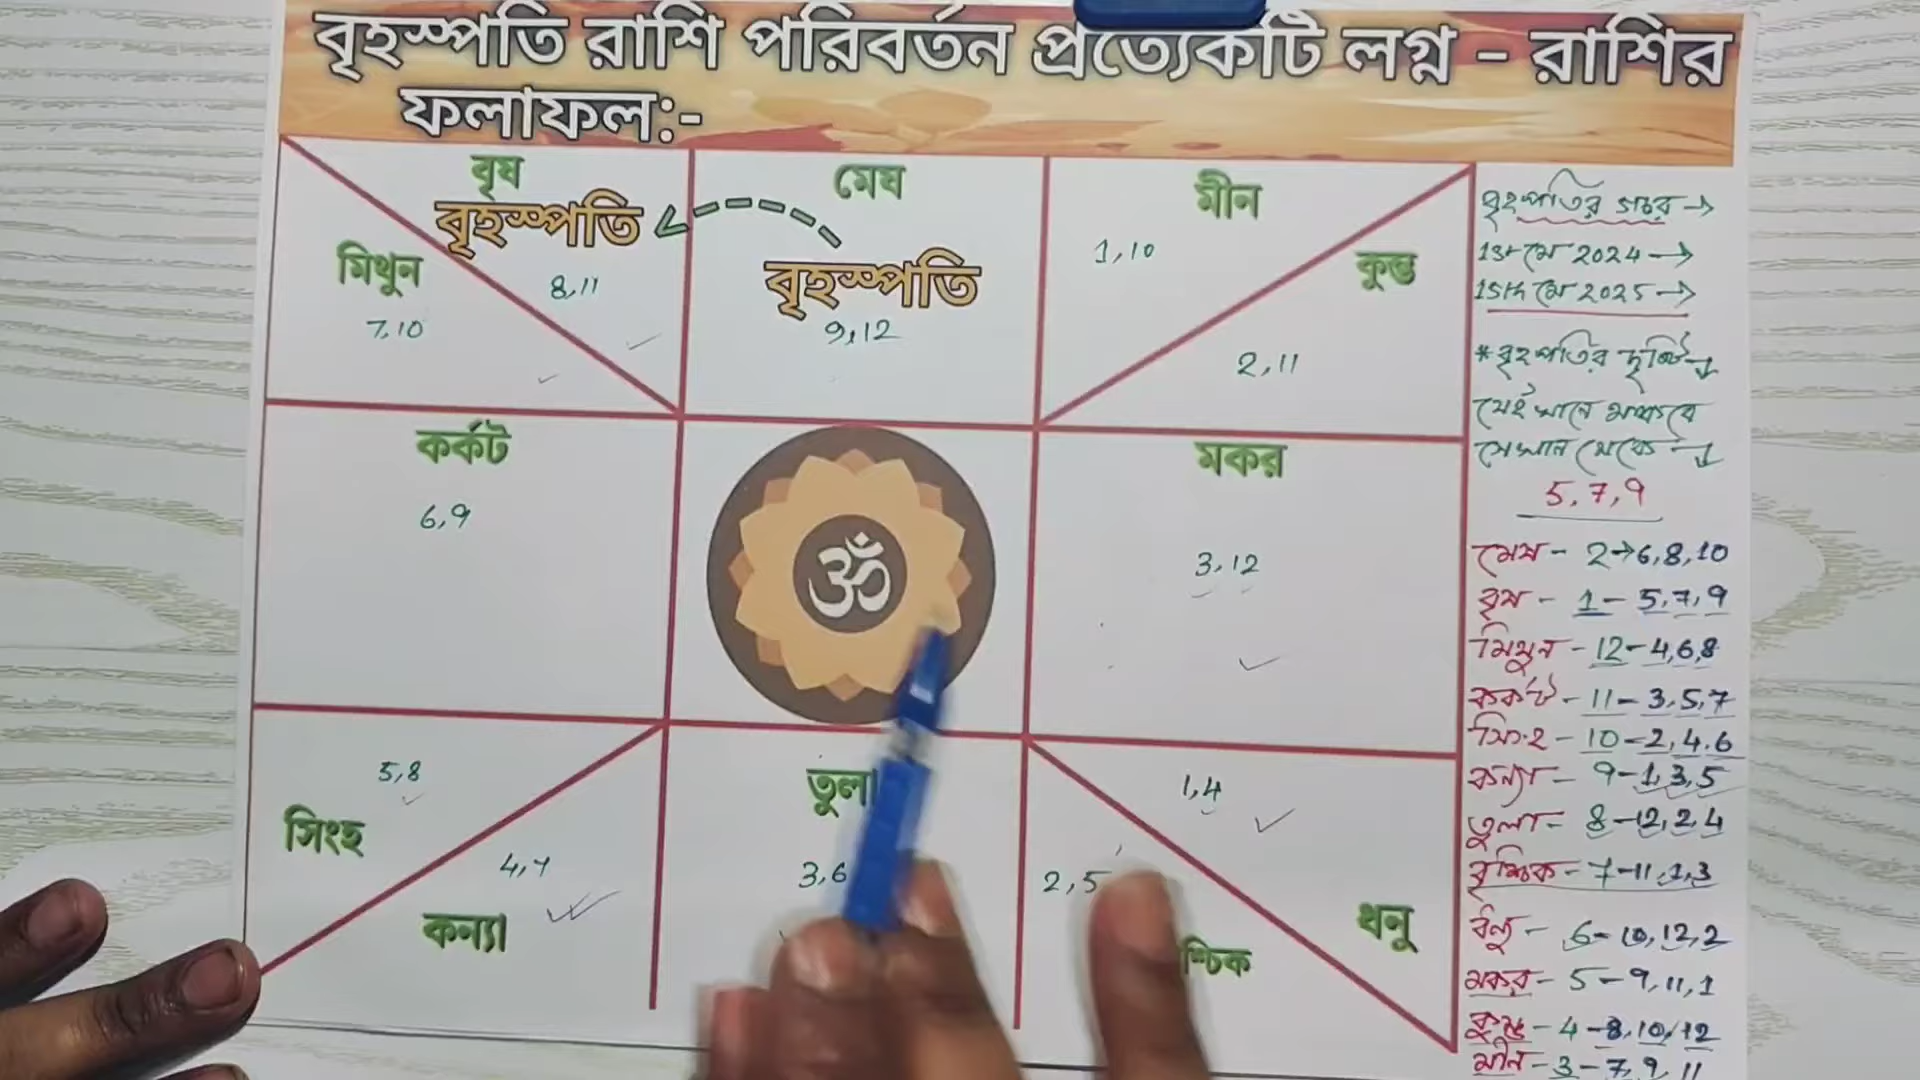 বৃহস্পতি রাশি পরিবর্তন প্রত্যেকটি লগ্ন - রাশির
ফলাফল:-
বৃষ
বৃহস্পতি
8,11
মিথুন
7,10
মেষ
বৃহস্পতি
9,12
মীন
1,10
কুম্ভ
2,11
কর্কট
6,9
ॐ
মকর
3,12
5,8
সিংহ
4,7
কন্যা
তুলা
3,6
2,5
শ্চিক
1,4
ধনু
বৃহস্পতির গচর →
1st মে 2024 →
15th মে 2025 →
*বৃহস্পতির দৃষ্টি ↓
যেইখানে থাকবে
সেখান থেকে ↓
5,7,9
মেষ - 2→6,8,10
বৃষ - 1 - 5,7,9
মিথুন - 12 - 4,6,8
কর্কট - 11 - 3,5,7
সিংহ - 10 - 2,4,6
কন্যা - 9 - 1,3,5
তুলা - 8 - 12,2,4
বৃশ্চিক - 7 - 11,1,3
ধনু - 6 - 10,12,2
মকর - 5 - 9,11,1
কুম্ভ - 4 - 8,10,12
মীন - 3 - 7,9,11